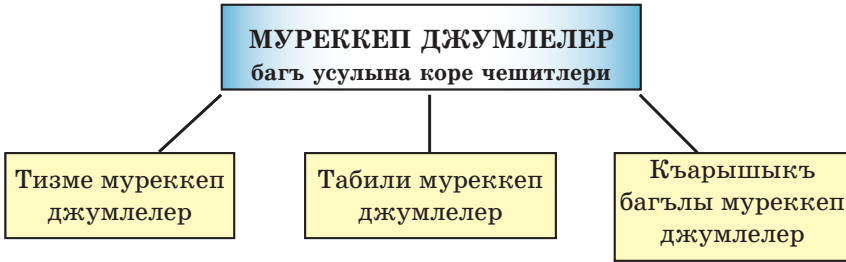 МУРЕККЕП ДЖУМЛЕЛЕР
багъ усулына коре чешитлери
Тизме муреккеп
джумлелер
Табили муреккеп
джумлелер
Къарышыкъ
багълы муреккеп
джумлелер